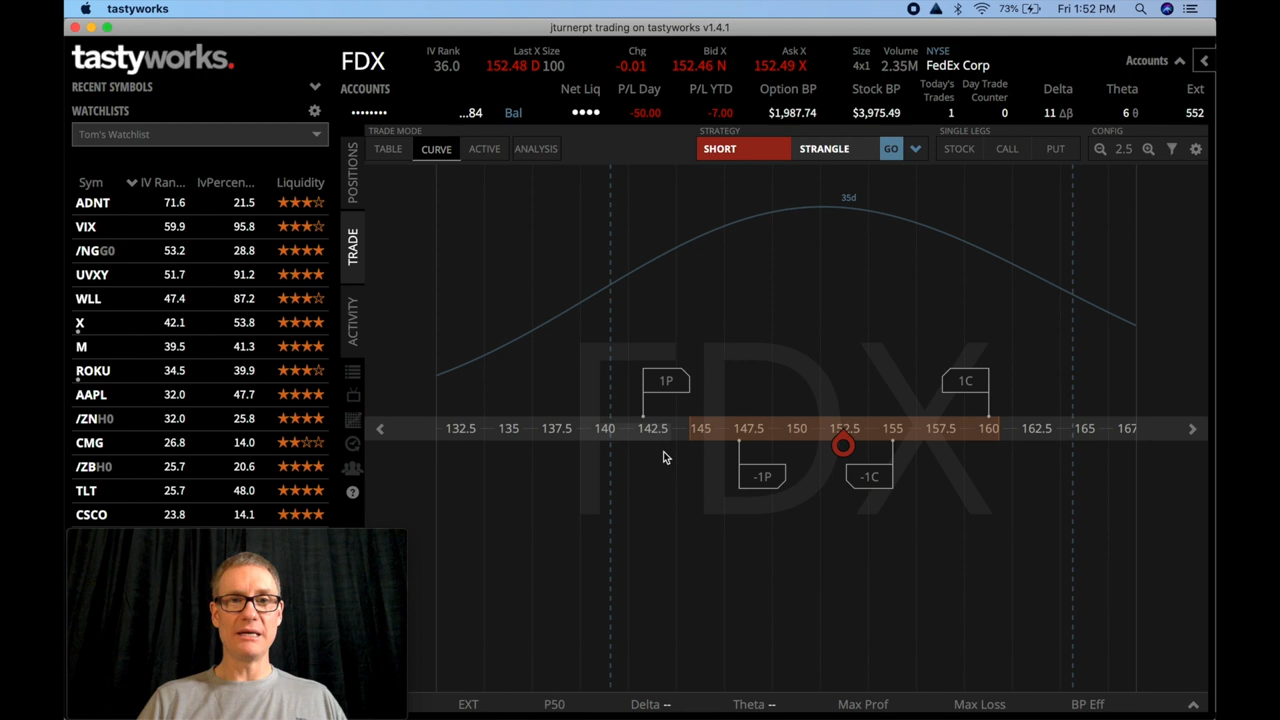 tastyworks
73%
Fri 1:52 PM
jturnerpt trading on tastyworks v1.4.1
tastyworks.
FDX
IV Rank
36.0
Last X Size
152.48 D 100
Chg
-0.01
Bid X
152.46 N
Ask X
152.49 X
Size
4x1
Volume
2.35M
NYSE
FedEx Corp
Accounts
RECENT SYMBOLS
ACCOUNTS
Net Liq
P/L Day
P/L YTD
Option BP
Stock BP
Today's Trades
Day Trade Counter
Delta
Theta
Ext
WATCHLISTS
...84
Bal
-50.00
-7.00
$1,987.74
$3,975.49
1
0
11 Δβ
6 θ
552
Tom's Watchlist
TRADE MODE
TABLE
CURVE
ACTIVE
ANALYSIS
STRATEGY
SHORT
STRANGLE
GO
SINGLE LEGS
STOCK
CALL
PUT
CONFIG
2.5
POSITIONS
TRADE
ACTIVITY
Sym
IV Ran...
IvPercen...
Liquidity
ADNT 71.6 21.5
VIX 59.9 95.8
/NGG0 53.2 28.8
UVXY 51.7 91.2
WLL 47.4 87.2
X 42.1 53.8
M 39.5 41.3
ROKU 34.5 39.9
AAPL 32.0 47.7
/ZNH0 32.0 25.8
CMG 26.8 14.0
/ZBH0 25.7 20.6
TLT 25.7 48.0
CSCO 23.8 14.1
35d
FDX
1P
1C
132.5 135 137.5 140 142.5 145 147.5 150 152.5 155 157.5 160 162.5 165 167
-1P
-1C
EXT
P50
Delta --
Theta --
Max Prof
Max Loss
BP Eff